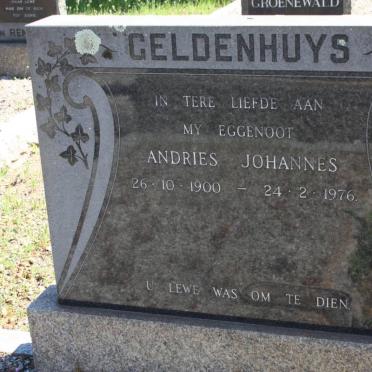 GROENEWALD
GELDENHUYS
IN TERE LIEFDE AAN
MY EGGENOOT
ANDRIES JOHANNES
26·10·1900 – 24·2·1976.
U LEWE WAS OM TE DIEN